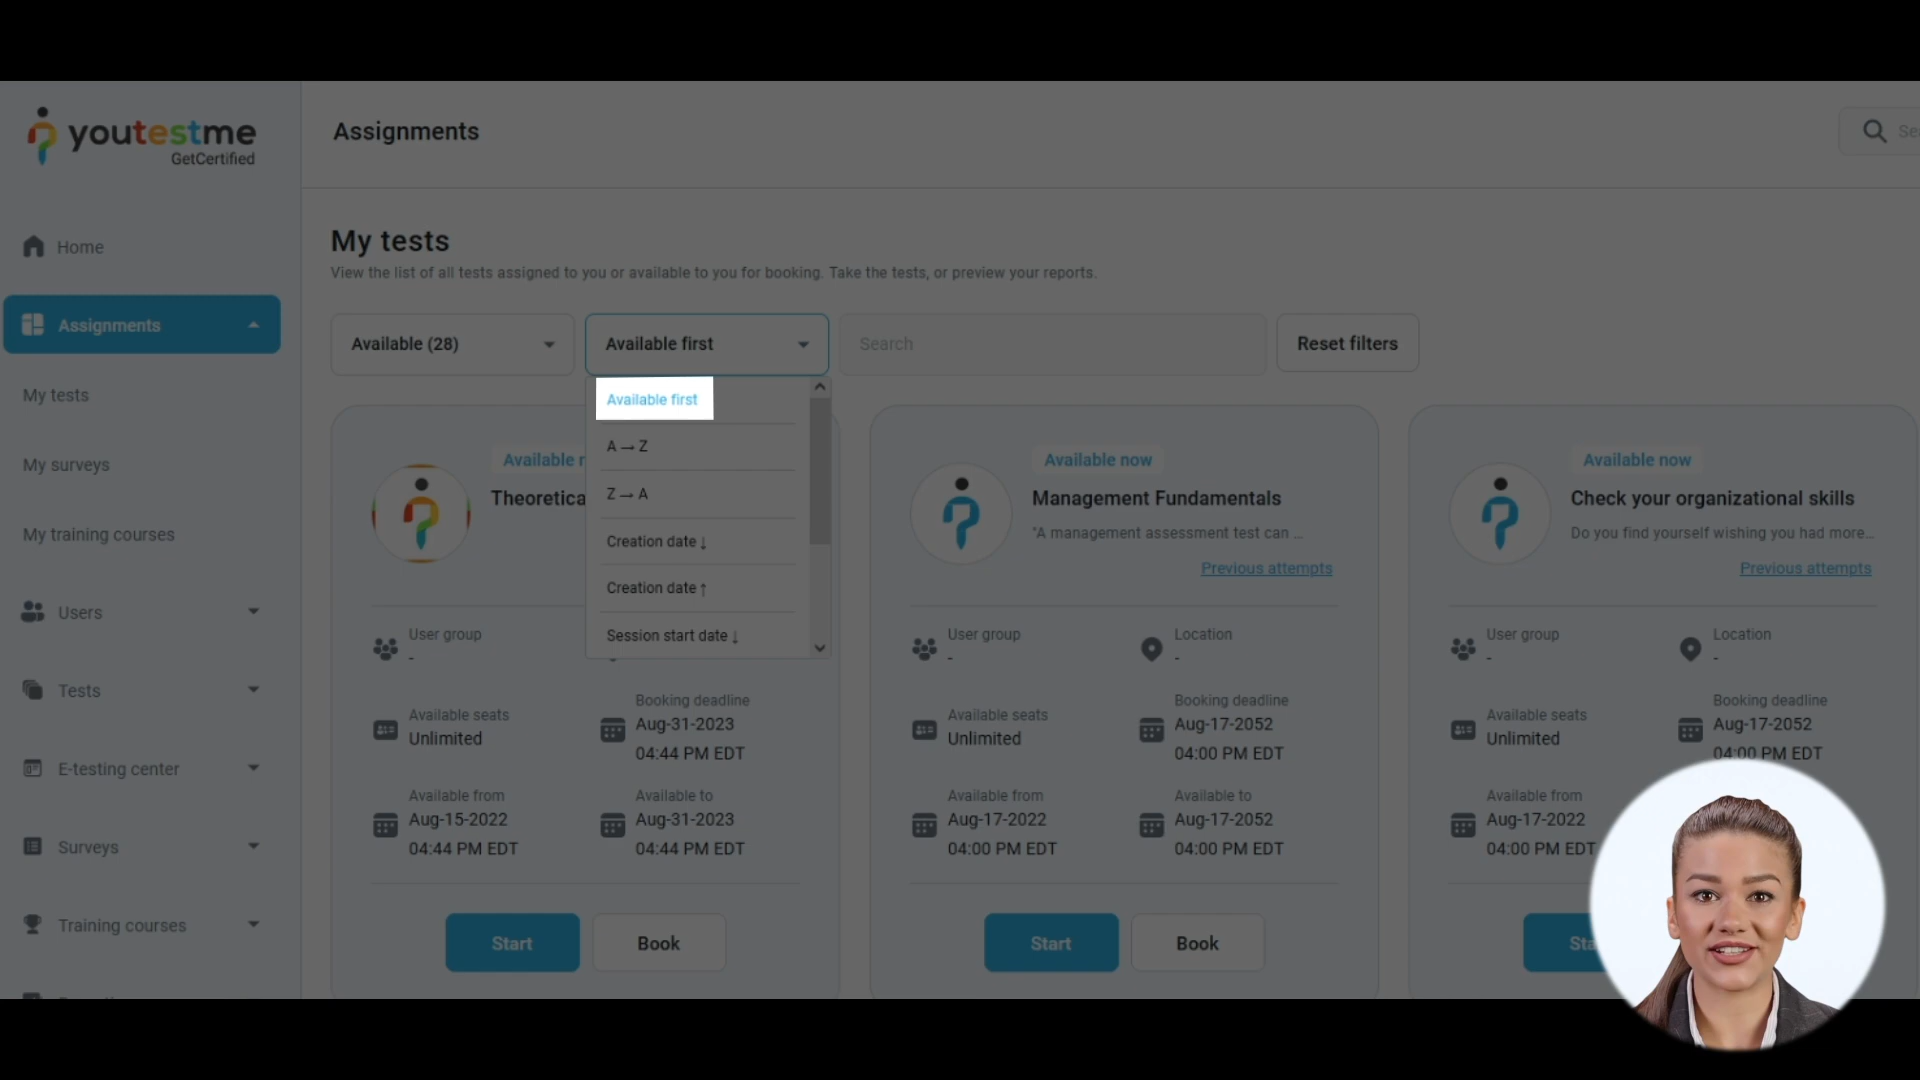 youtestme
GetCertified
Assignments
Home
Assignments
My tests
My surveys
My training courses
Users
Tests
E-testing center
Surveys
Training courses
My tests
View the list of all tests assigned to you or available to you for booking. Take the tests, or preview your reports.
Available (28)
Available first
Search
Reset filters
Available first
A → Z
Z → A
Creation date ↓
Creation date ↑
Session start date ↓
Available
User group
-
Available seats
Unlimited
Booking deadline
Aug-31-2023
04:44 PM EDT
Available from
Aug-15-2022
04:44 PM EDT
Available to
Aug-31-2023
04:44 PM EDT
Start
Book
Available now
Management Fundamentals
"A management assessment test can ...
Previous attempts
User group
-
Location
-
Available seats
Unlimited
Booking deadline
Aug-17-2052
04:00 PM EDT
Available from
Aug-17-2022
04:00 PM EDT
Available to
Aug-17-2052
04:00 PM EDT
Start
Book
Available now
Check your organizational skills
Do you find yourself wishing you had more...
Previous attempts
User group
-
Location
-
Available seats
Unlimited
Booking deadline
Aug-17-2052
04:00 PM EDT
Available from
Aug-17-2022
04:00 PM EDT